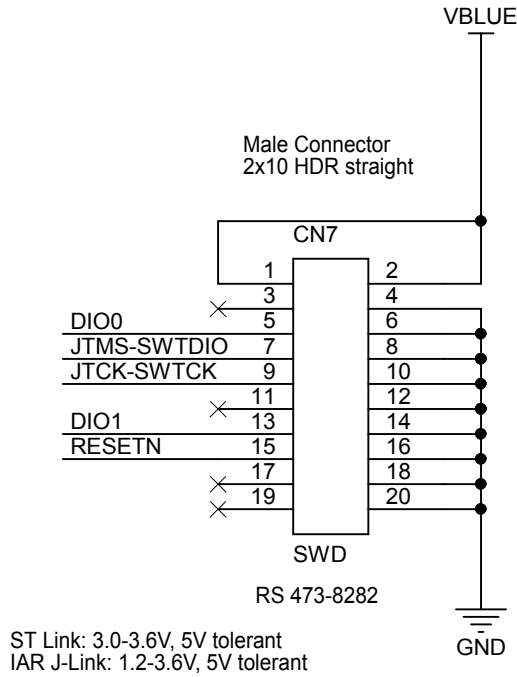 VBLUE
Male Connector
2x10 HDR straight
CN7
1 2
3 4
DIO0 5 6
JTMS-SWTDIO 7 8
JTCK-SWTCK 9 10
11 12
DIO1 13 14
RESETN 15 16
17 18
19 20
SWD
RS 473-8282
GND
ST Link: 3.0-3.6V, 5V tolerant
IAR J-Link: 1.2-3.6V, 5V tolerant